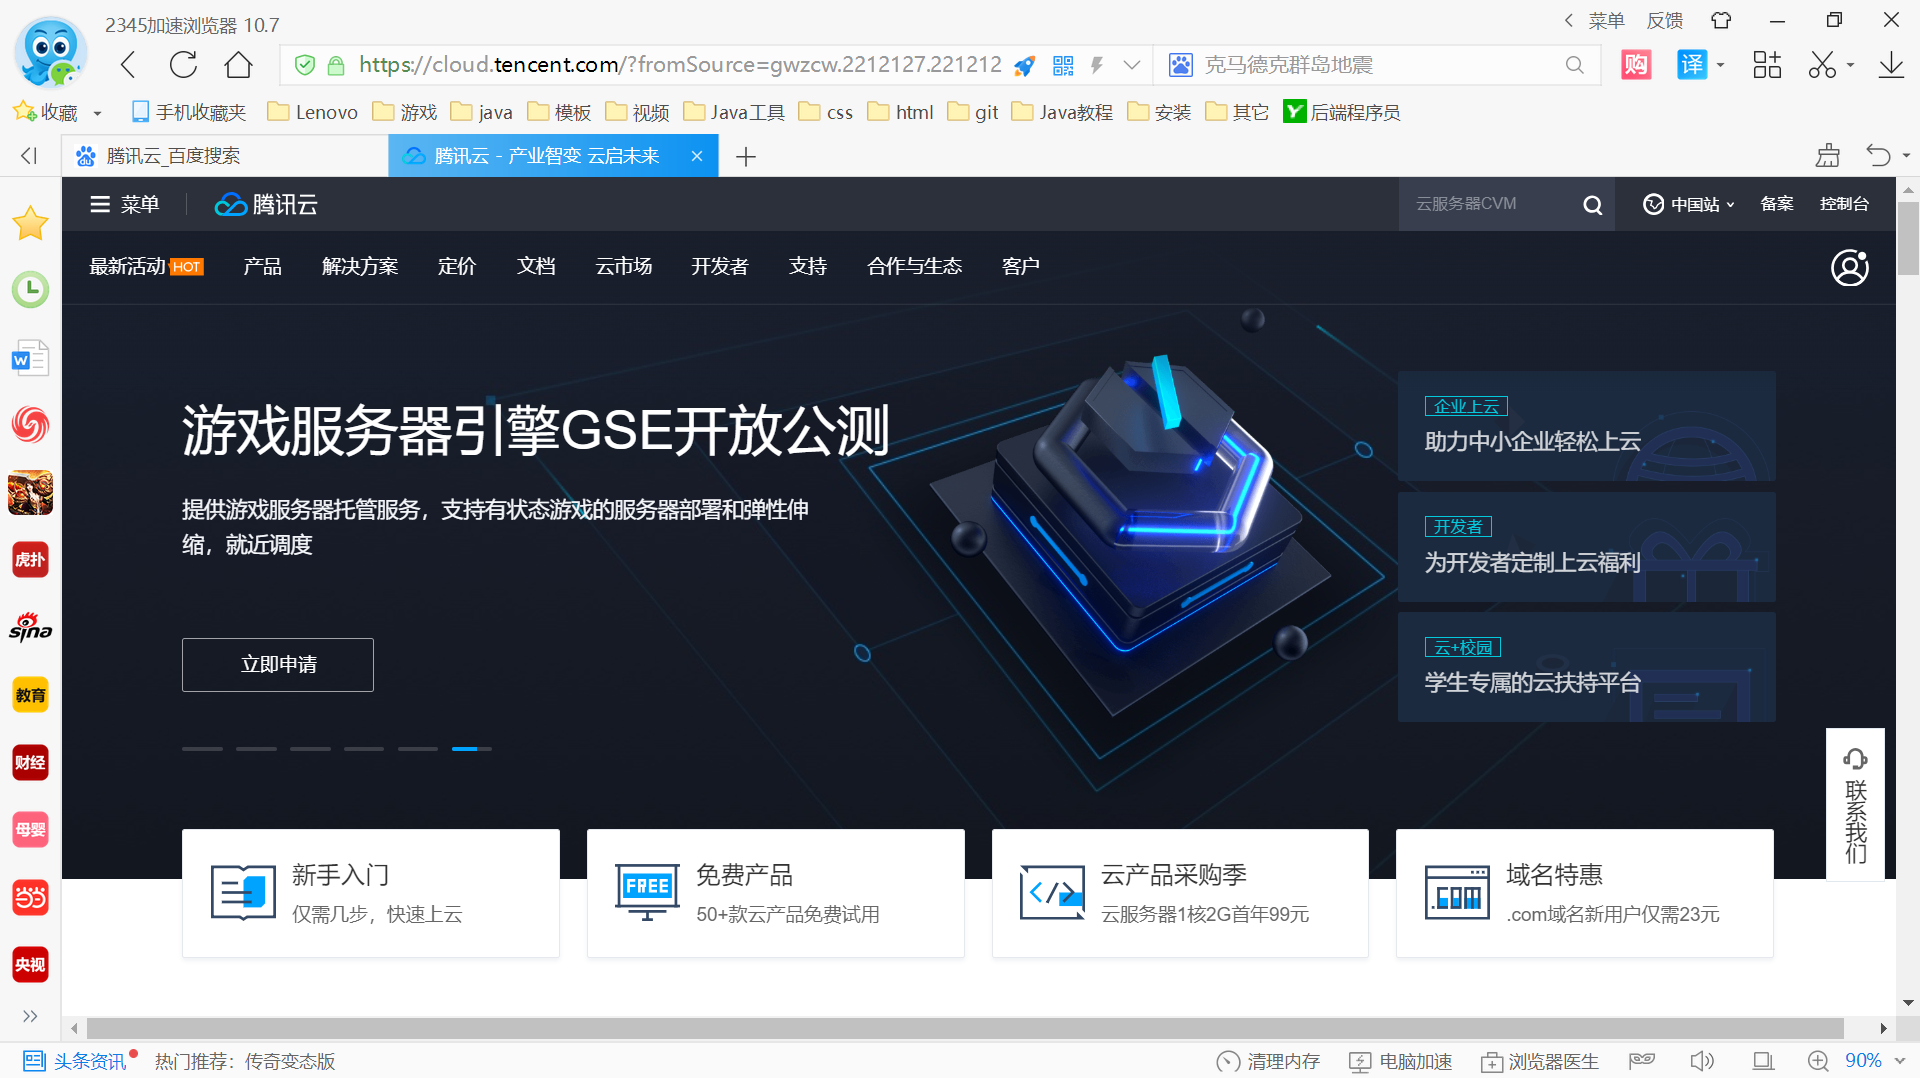 2345加速浏览器 10.7
菜单 反馈
https://cloud.tencent.com/?fromSource=gwzcw.2212127.221212
克马德克群岛地震
购 译
收藏 手机收藏夹 Lenovo 游戏 java 模板 视频 Java工具 css html git Java教程 安装 其它 Y 后端程序员
du 腾讯云_百度搜索
腾讯云 - 产业智变 云启未来
菜单 腾讯云 云服务器CVM 中国站 备案 控制台
最新活动 HOT 产品 解决方案 定价 文档 云市场 开发者 支持 合作与生态 客户
W
虎扑
sina
教育
财经
母婴
央视
游戏服务器引擎GSE开放公测
提供游戏服务器托管服务，支持有状态游戏的服务器部署和弹性伸
缩，就近调度
立即申请
企业上云
助力中小企业轻松上云
开发者
为开发者定制上云福利
云+校园
学生专属的云扶持平台
联系我们
新手入门
仅需几步，快速上云
FREE
免费产品
50+款云产品免费试用
</>
云产品采购季
云服务器1核2G首年99元
.com
域名特惠
.com域名新用户仅需23元
头条资讯 热门推荐：传奇变态版
清理内存 电脑加速 浏览器医生 90%